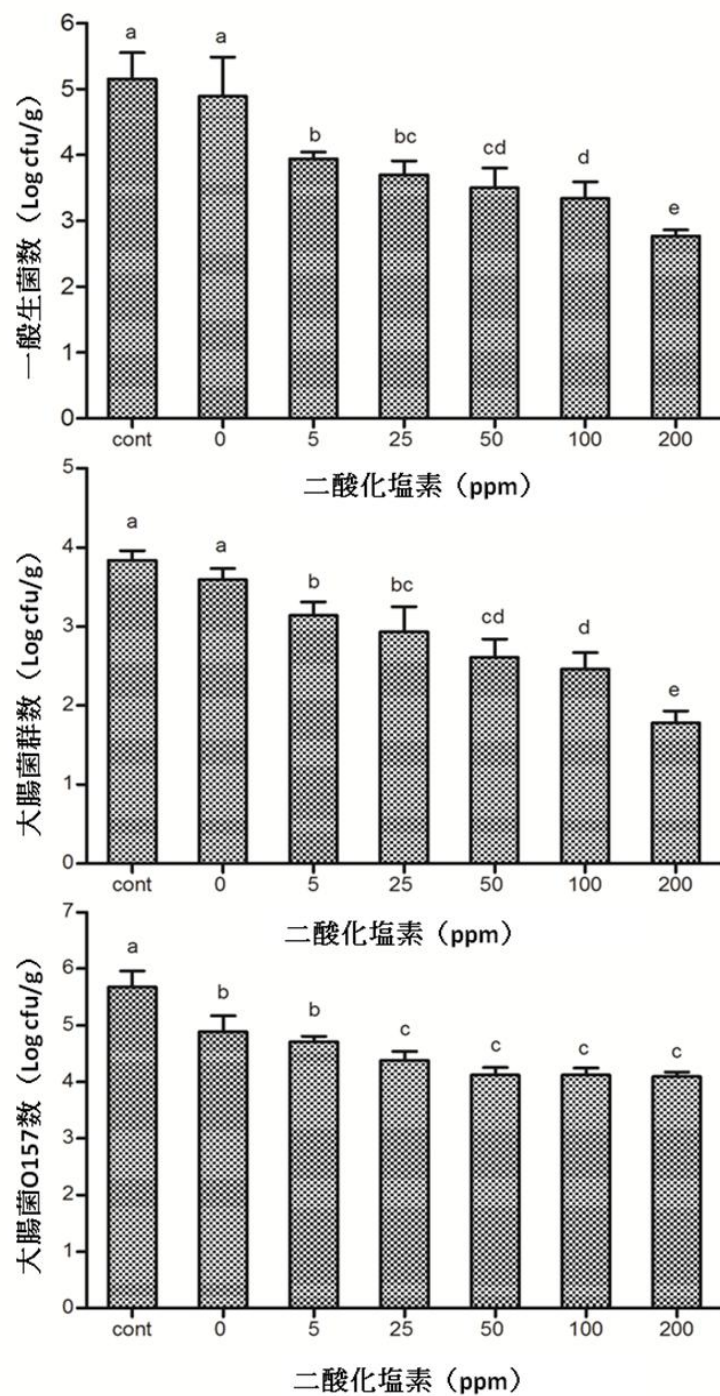 一般生菌数（Log cfu/g）
6
5
4
3
2
1
0
a
a
b
bc
cd
d
e
cont 0 5 25 50 100 200
二酸化塩素（ppm）
大腸菌群数（Log cfu/g）
5
4
3
2
1
0
a
a
b
bc
cd
d
e
cont 0 5 25 50 100 200
二酸化塩素（ppm）
大腸菌O157数（Log cfu/g）
7
6
5
4
3
2
1
0
a
b
b
c
c
c
c
cont 0 5 25 50 100 200
二酸化塩素（ppm）